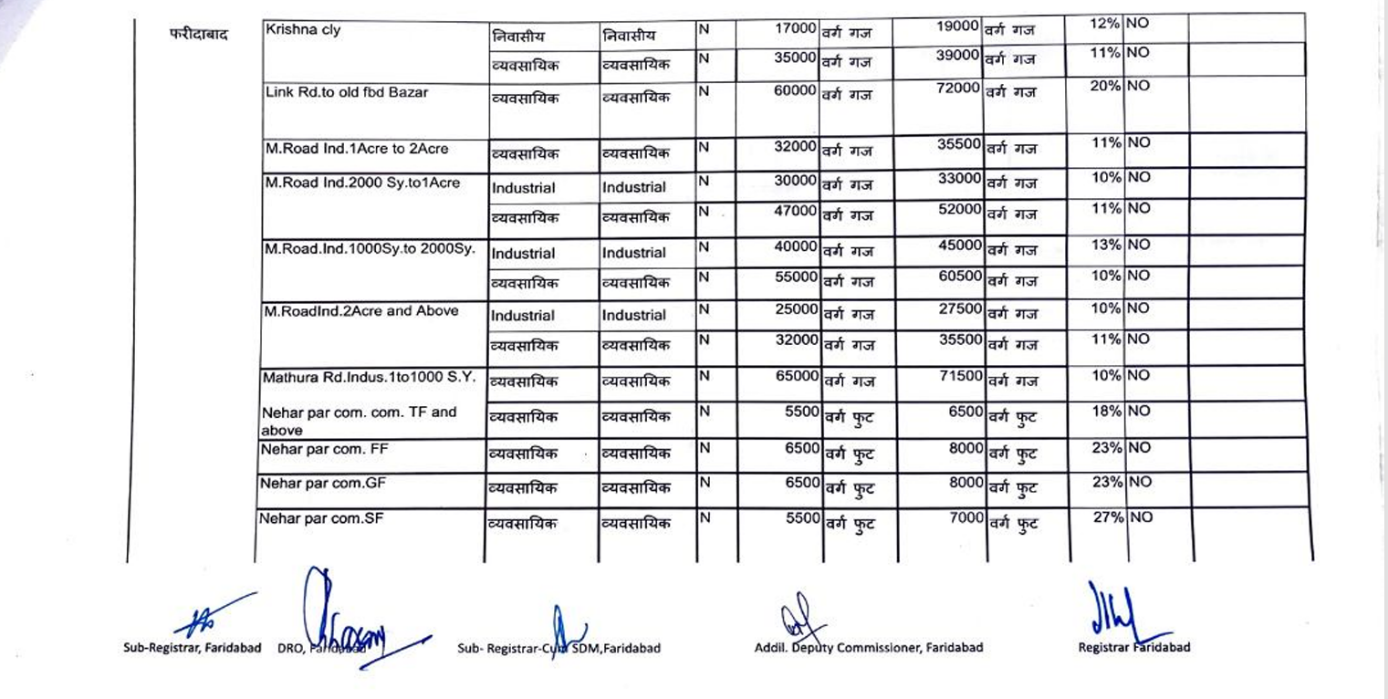 फरीदाबाद Krishna cly निवासीय निवासीय N 17000 वर्ग गज 19000 वर्ग गज 12% NO
व्यवसायिक व्यवसायिक N 35000 वर्ग गज 39000 वर्ग गज 11% NO
Link Rd.to old fbd Bazar व्यवसायिक व्यवसायिक N 60000 वर्ग गज 72000 वर्ग गज 20% NO
M.Road Ind.1Acre to 2Acre व्यवसायिक व्यवसायिक N 32000 वर्ग गज 35500 वर्ग गज 11% NO
M.Road Ind.2000 Sy.to1Acre Industrial Industrial N 30000 वर्ग गज 33000 वर्ग गज 10% NO
व्यवसायिक व्यवसायिक N 47000 वर्ग गज 52000 वर्ग गज 11% NO
M.Road.Ind.1000Sy.to 2000Sy. Industrial Industrial N 40000 वर्ग गज 45000 वर्ग गज 13% NO
व्यवसायिक व्यवसायिक N 55000 वर्ग गज 60500 वर्ग गज 10% NO
M.RoadInd.2Acre and Above Industrial Industrial N 25000 वर्ग गज 27500 वर्ग गज 10% NO
व्यवसायिक व्यवसायिक N 32000 वर्ग गज 35500 वर्ग गज 11% NO
Mathura Rd.Indus.1to1000 S.Y. व्यवसायिक व्यवसायिक N 65000 वर्ग गज 71500 वर्ग गज 10% NO
Nehar par com. com. TF and व्यवसायिक व्यवसायिक N 5500 वर्ग फुट 6500 वर्ग फुट 18% NO
above
Nehar par com. FF व्यवसायिक व्यवसायिक N 6500 वर्ग फुट 8000 वर्ग फुट 23% NO
Nehar par com.GF व्यवसायिक व्यवसायिक N 6500 वर्ग फुट 8000 वर्ग फुट 23% NO
Nehar par com.SF व्यवसायिक व्यवसायिक N 5500 वर्ग फुट 7000 वर्ग फुट 27% NO
Sub-Registrar, Faridabad DRO, Faridabad Sub- Registrar-Cum SDM,Faridabad Addil. Deputy Commissioner, Faridabad Registrar Faridabad